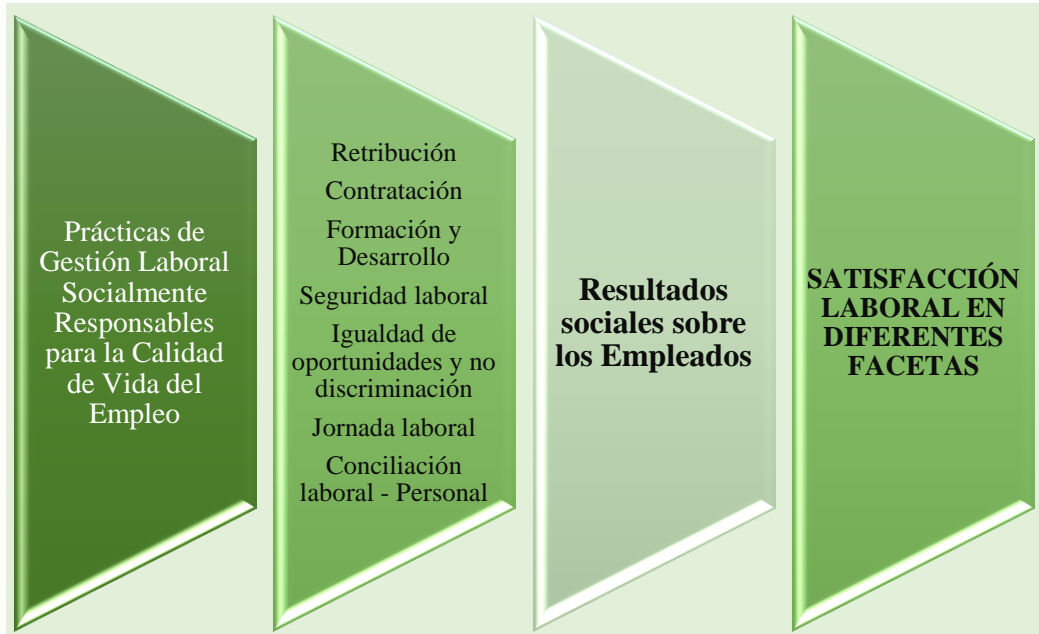 Prácticas de
Gestión Laboral
Socialmente
Responsables
para la Calidad
de Vida del
Empleo
Retribución
Contratación
Formación y
Desarrollo
Seguridad laboral
Igualdad de
oportunidades y no
discriminación
Jornada laboral
Conciliación
laboral - Personal
Resultados
sociales sobre
los Empleados
SATISFACCIÓN
LABORAL EN
DIFERENTES
FACETAS